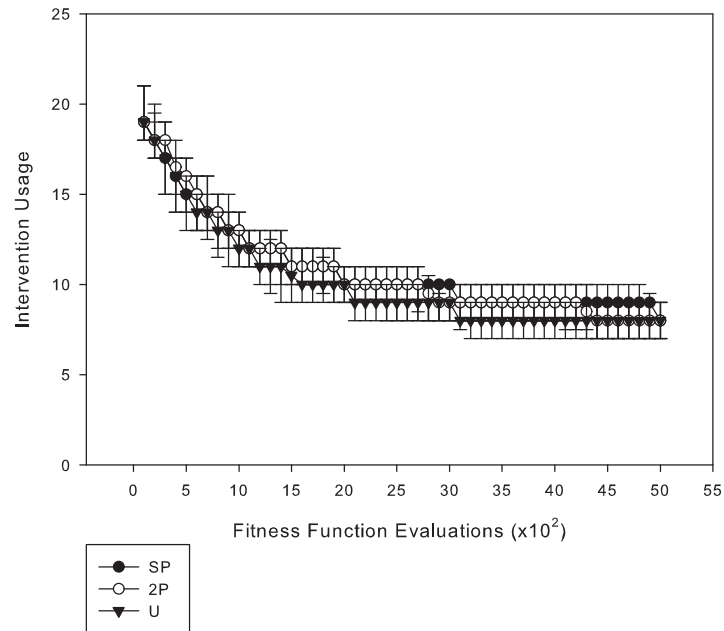 25
20
15
10
5
0
Intervention Usage
0 5 10 15 20 25 30 35 40 45 50 55
Fitness Function Evaluations (x10²)
SP
2P
U